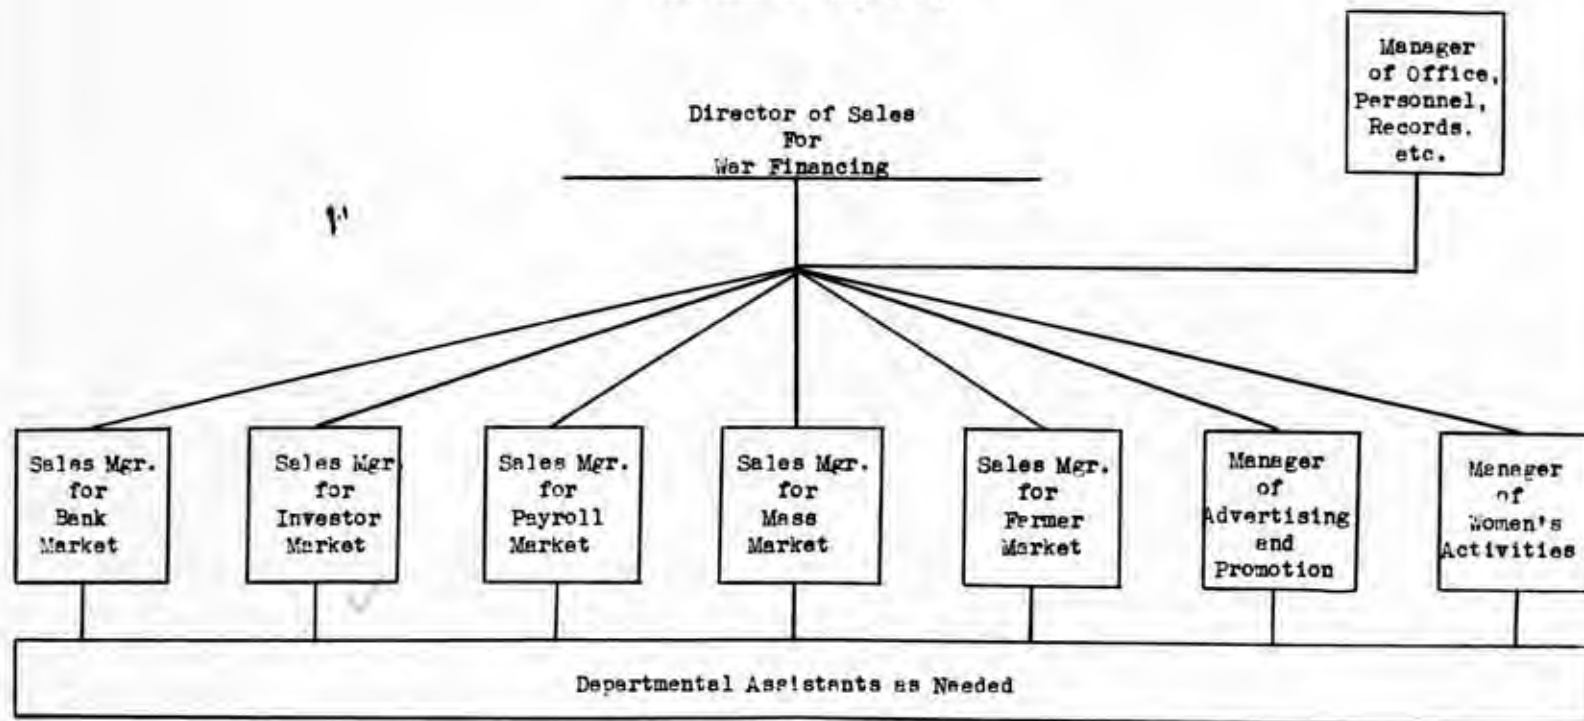 Manager
of Office,
Personnel,
Records.
etc.
Director of Sales
For
War Financing
Sales Mgr.
for
Bank
Market
Sales Mgr
for
Investor
Market
Sales Mgr.
for
Payroll
Market
Sales Mgr.
for
Mass
Market
Sales Mgr.
for
Farmer
Market
Manager
of
Advertising
and
Promotion
Manager
of
Women's
Activities
Departmental Assistants as Needed